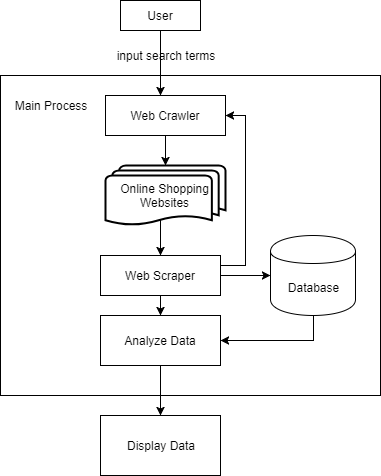 User
input search terms
Main Process
Web Crawler
Online Shopping
Websites
Web Scraper
Database
Analyze Data
Display Data